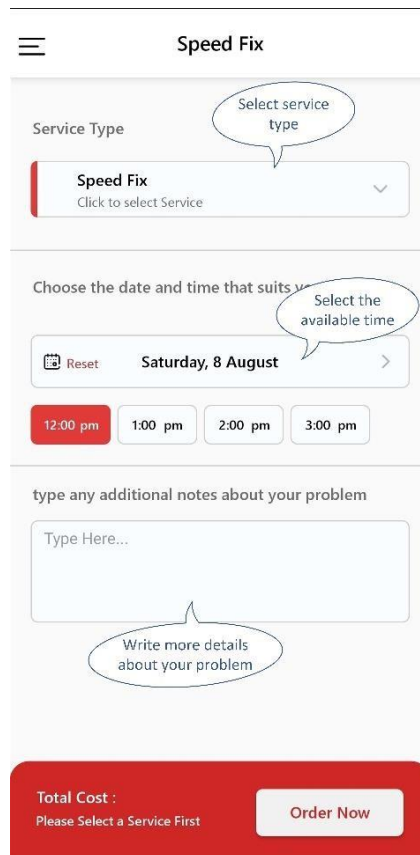 Speed Fix
Select service
type
Service Type
Speed Fix
Click to select Service
Choose the date and time that suits
Select the
available time
Reset
Saturday, 8 August
12:00 pm
1:00 pm
2:00 pm
3:00 pm
type any additional notes about your problem
Type Here...
Write more details
about your problem
Total Cost :
Please Select a Service First
Order Now